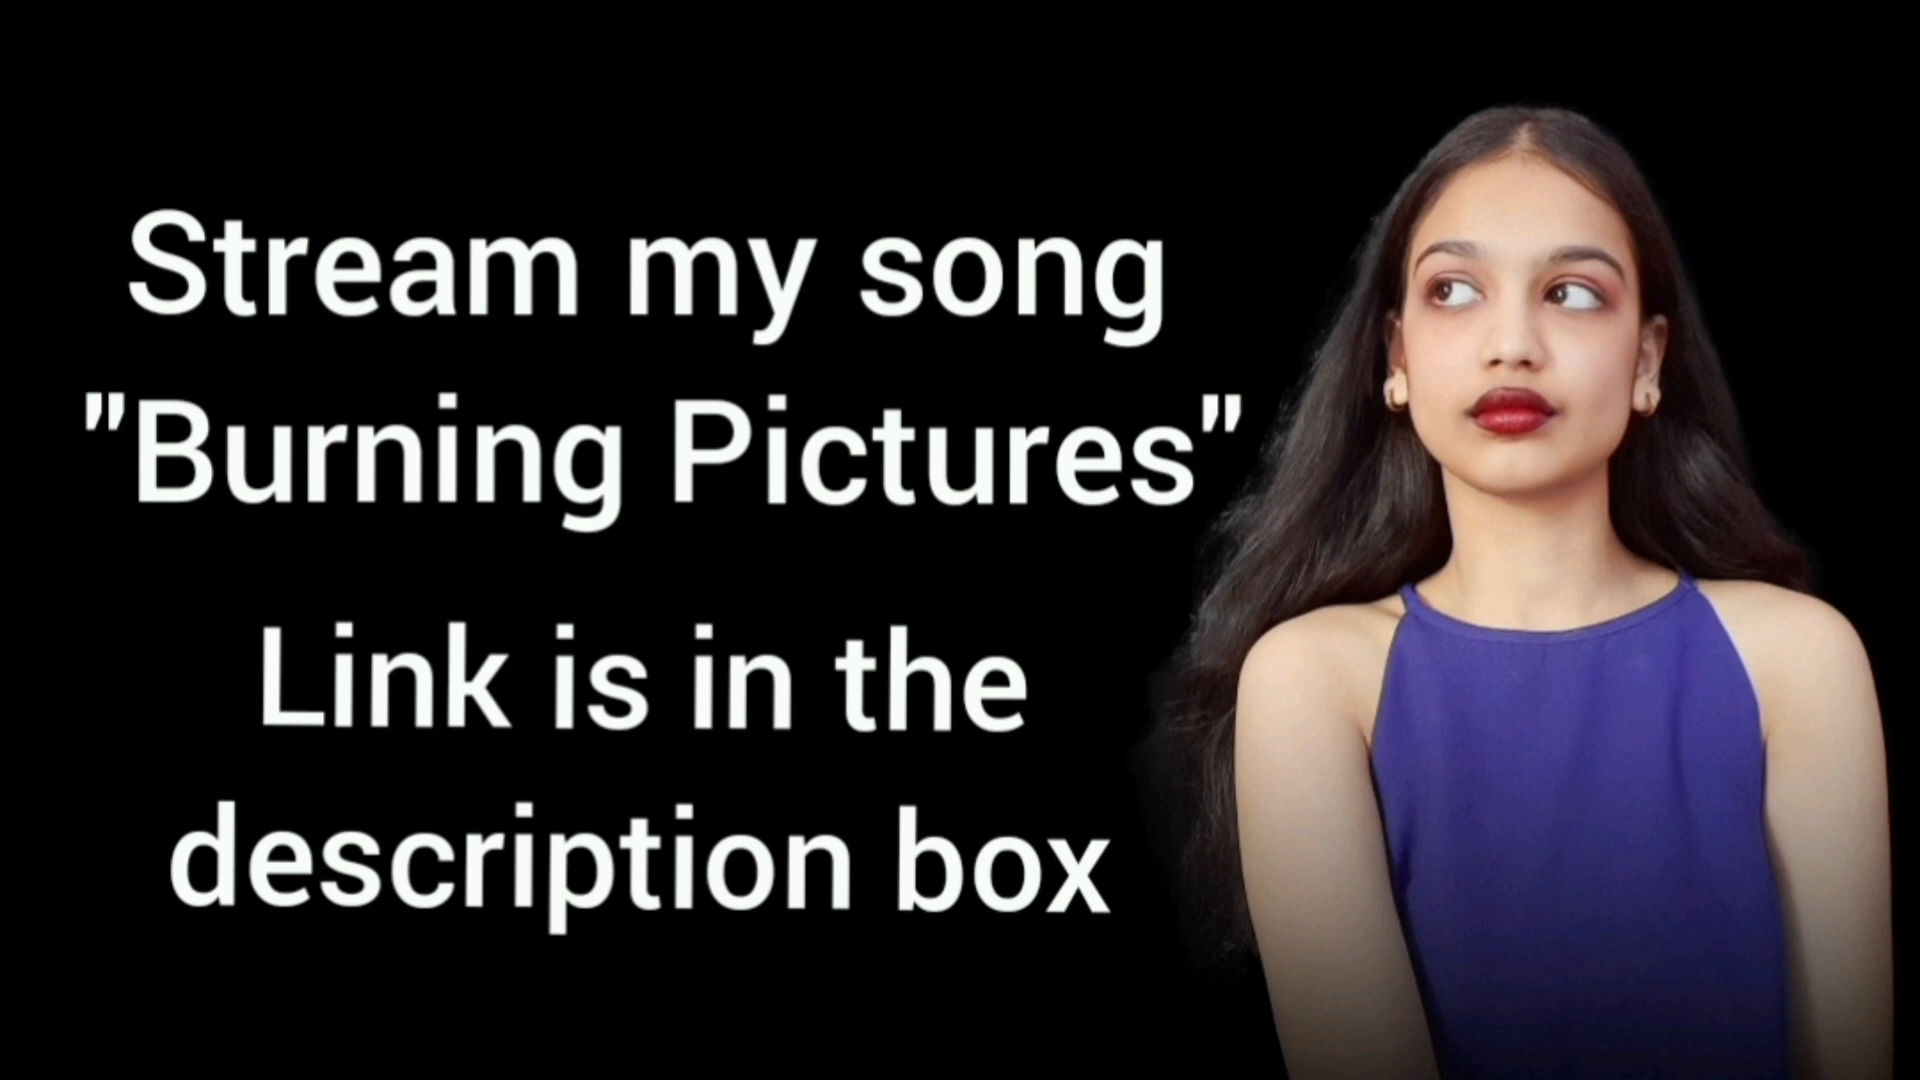 Stream my song
"Burning Pictures"
Link is in the
description box